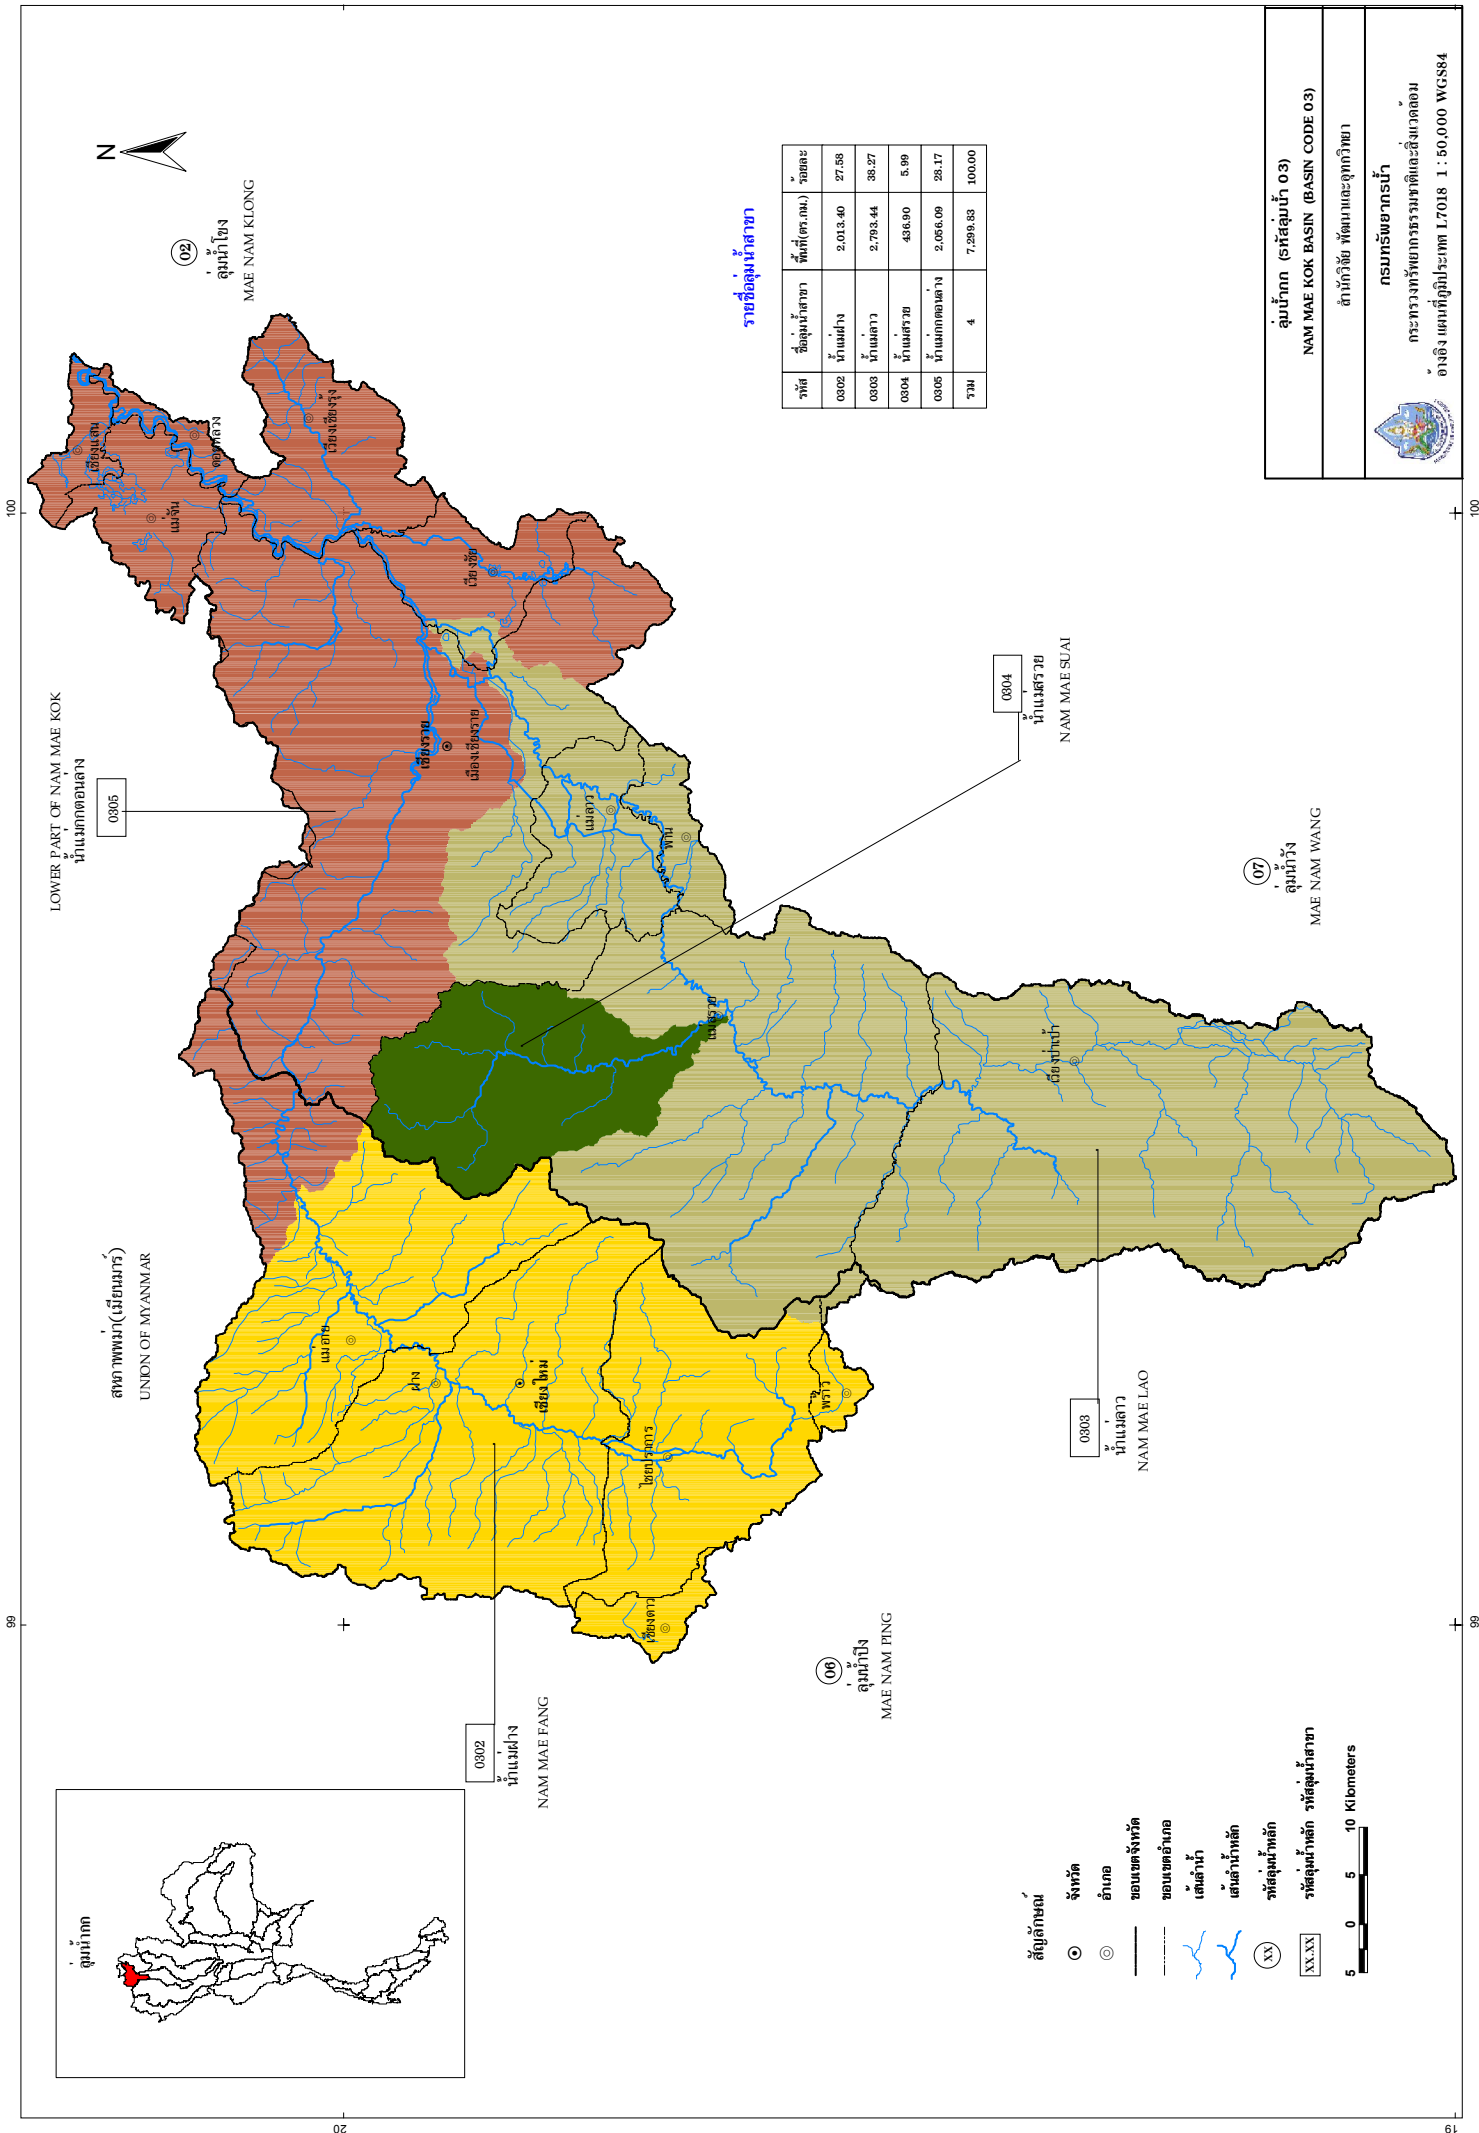 ลุ่มน้ำกก
สหภาพพม่า(เมียนมาร์)
UNION OF MYANMAR
LOWER PART OF NAM MAE KOK
น้ำแม่กกตอนล่าง
0305
02
ลุ่มน้ำโขง
MAE NAM KLONG
N
100
99
20
19
100
99
เชียงแสน
แม่จัน
ดอยหลวง
เวียงเชียงรุ้ง
เวียงชัย
เชียงราย
เมืองเชียงราย
แม่ลาว
พาน
แม่สรวย
เวียงป่าเป้า
แม่อาย
ฝาง
เชียงใหม่
ไชยปราการ
พร้าว
เชียงดาว
0302
น้ำแม่ฝาง
NAM MAE FANG
0303
น้ำแม่ลาว
NAM MAE LAO
0304
น้ำแม่สรวย
NAM MAE SUAI
06
ลุ่มน้ำปิง
MAE NAM PING
07
ลุ่มน้ำวัง
MAE NAM WANG
รายชื่อลุ่มน้ำสาขา
รหัส ชื่อลุ่มน้ำสาขา พื้นที่(ตร.กม.) ร้อยละ
0302 น้ำแม่ฝาง 2,013.40 27.58
0303 น้ำแม่ลาว 2,793.44 38.27
0304 น้ำแม่สรวย 436.90 5.99
0305 น้ำแม่กกตอนล่าง 2,056.09 28.17
รวม 4 7,299.83 100.00
สัญลักษณ์
จังหวัด
อำเภอ
ขอบเขตจังหวัด
ขอบเขตอำเภอ
เส้นลำน้ำ
เส้นลำน้ำหลัก
XX รหัสลุ่มน้ำหลัก
XX.XX รหัสลุ่มน้ำหลัก รหัสลุ่มน้ำสาขา
5 0 5 10 Kilometers
ลุ่มน้ำกก (รหัสลุ่มน้ำ 03)
NAM MAE KOK BASIN (BASIN CODE 03)
สำนักวิจัย พัฒนาและอุทกวิทยา
กรมทรัพยากรน้ำ
กระทรวงทรัพยากรธรรมชาติและสิ่งแวดล้อม
อ้างอิง แผนที่ภูมิประเทศ L7018 1 : 50,000 WGS84